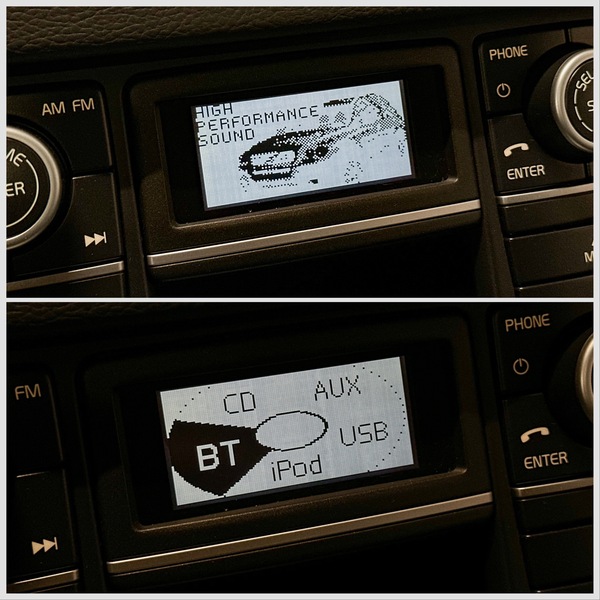 AM FM
HIGH
PERFORMANCE
SOUND
PHONE
ENTER
FM
CD
AUX
BT
USB
iPod
PHONE
ENTER